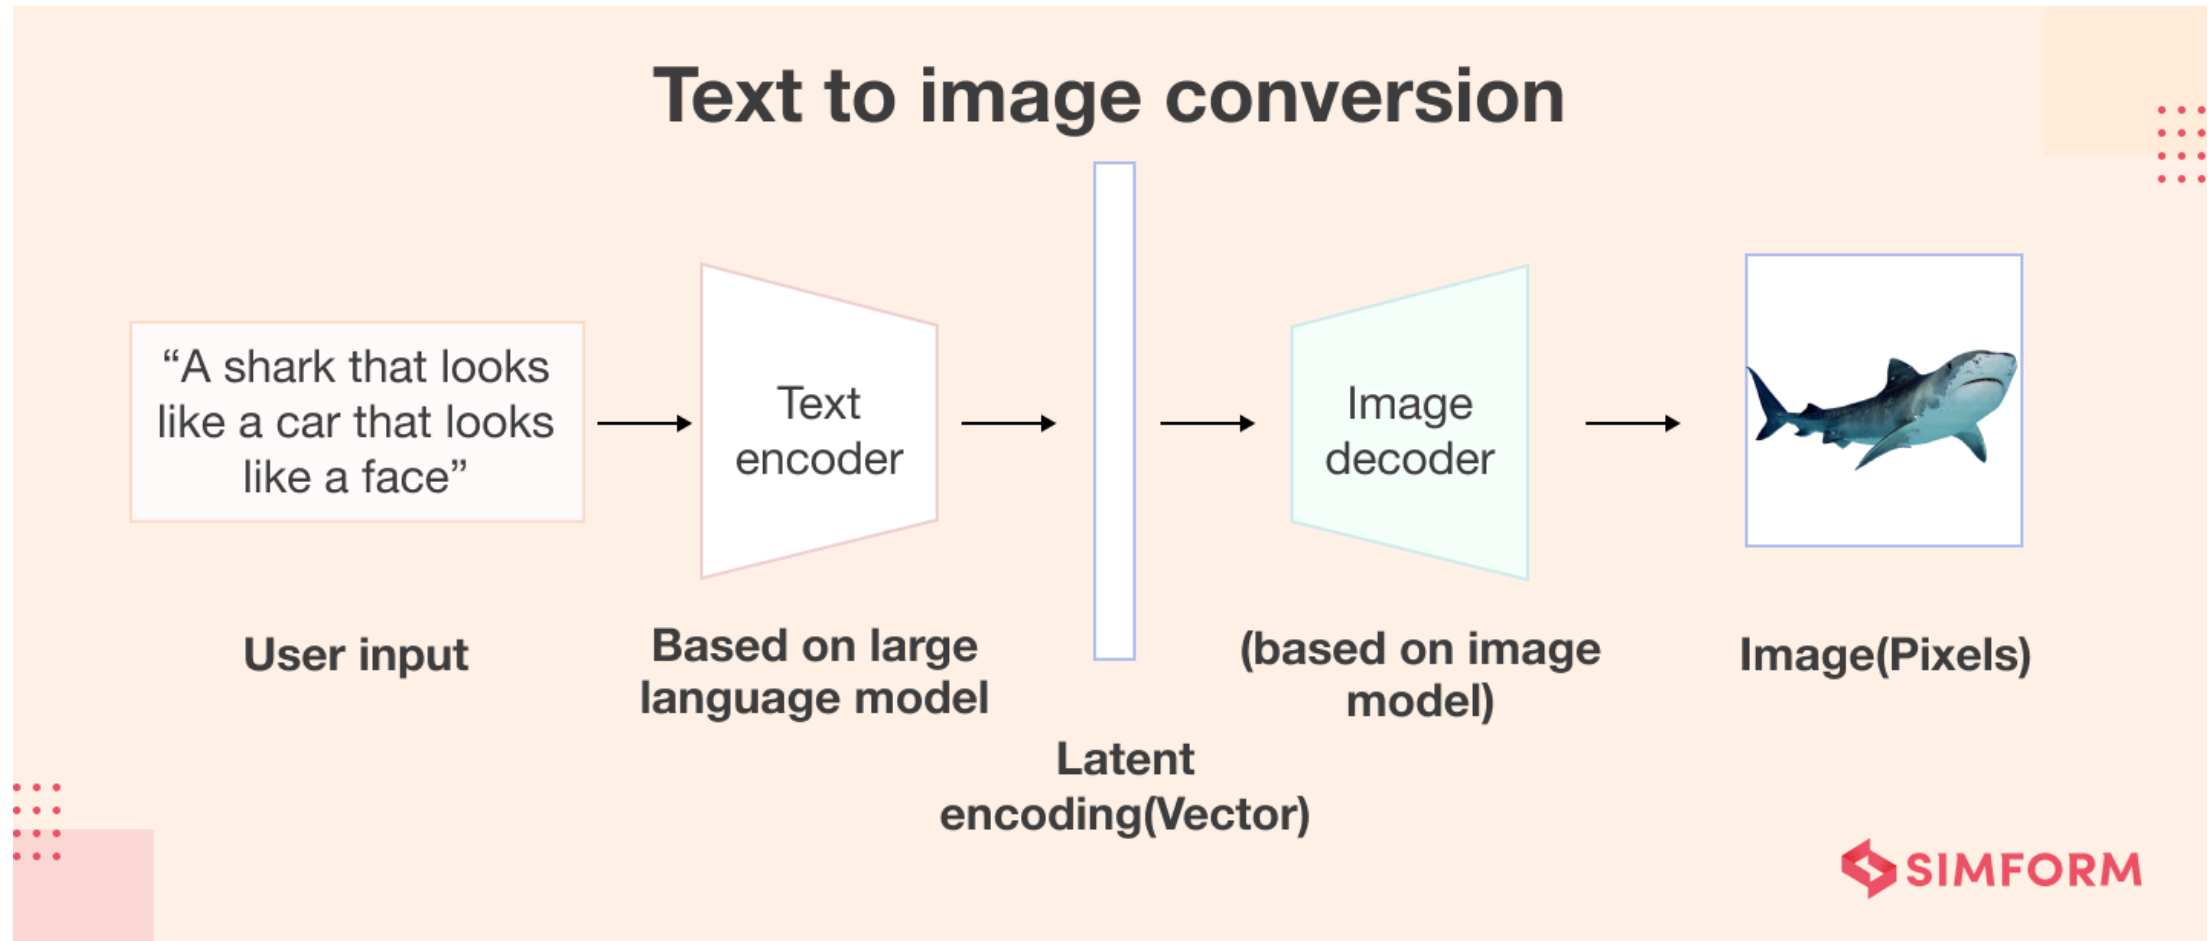 Text to image conversion
“A shark that looks
like a car that looks
like a face”
Text
encoder
Image
decoder
User input
Based on large
language model
(based on image
model)
Image(Pixels)
Latent
encoding(Vector)
SIMFORM